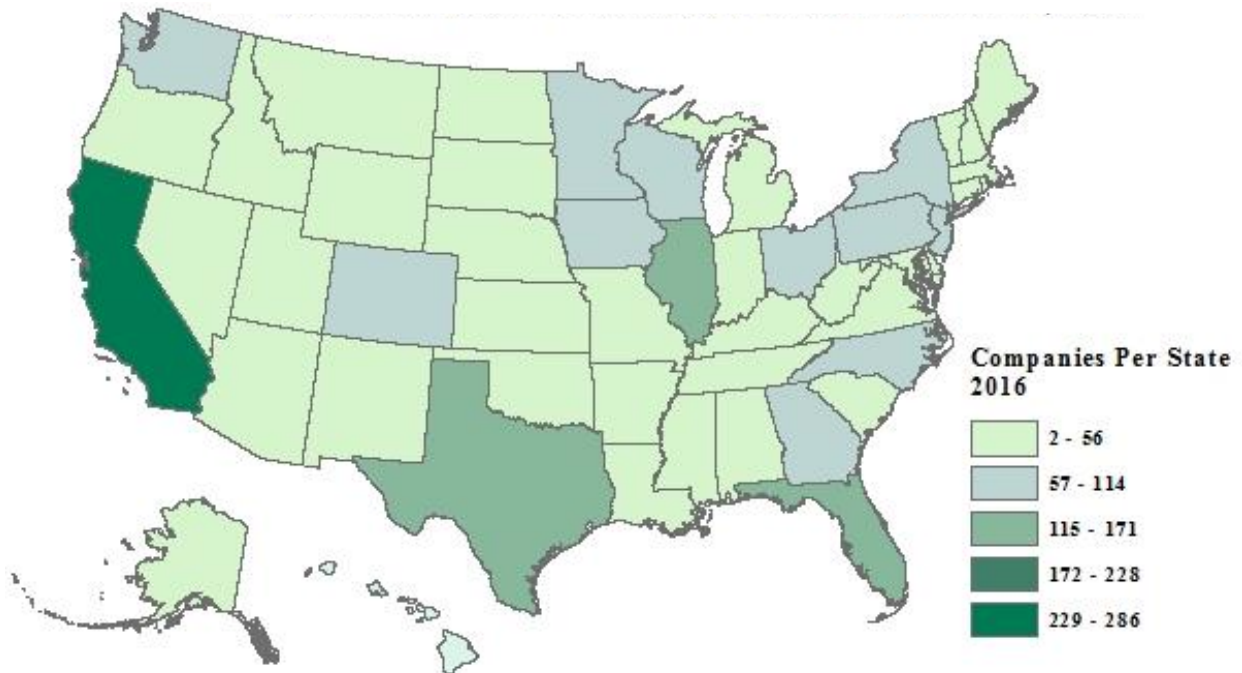 Companies Per State
2016
2 - 56
57 - 114
115 - 171
172 - 228
229 - 286